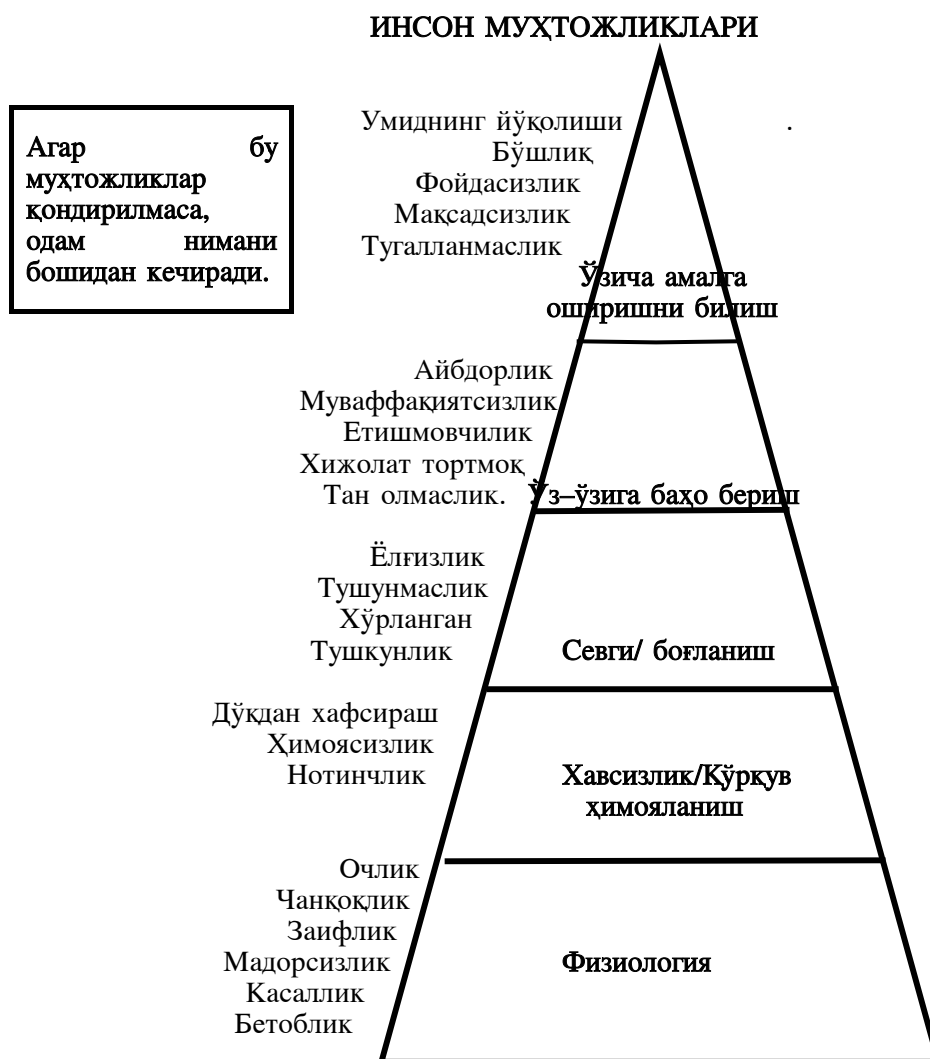 ИНСОН МУҲТОЖЛИКЛАРИ
Агар бу
муҳтожликлар
қондирилмаса,
одам нимани
бошидан кечиради.
Умиднинг йўқолиши .
Бўшлиқ
Фойдасизлик
Мақсадсизлик
Тугалланмаслик
Ўзича амалга
оширишни билиш
Айбдорлик
Муваффақиятсизлик
Етишмовчилик
Хижолат тортмоқ
Тан олмаслик. Ўз–ўзига баҳо бериш
Ёлғизлик
Тушунмаслик
Хўрланган
Тушкунлик Севги/ боғланиш
Дўқдан хафсираш
Ҳимоясизлик
Нотинчлик Хавсизлик/Қўрқув
ҳимояланиш
Очлик
Чанқоқлик
Заифлик
Мадорсизлик Физиология
Касаллик
Бетоблик